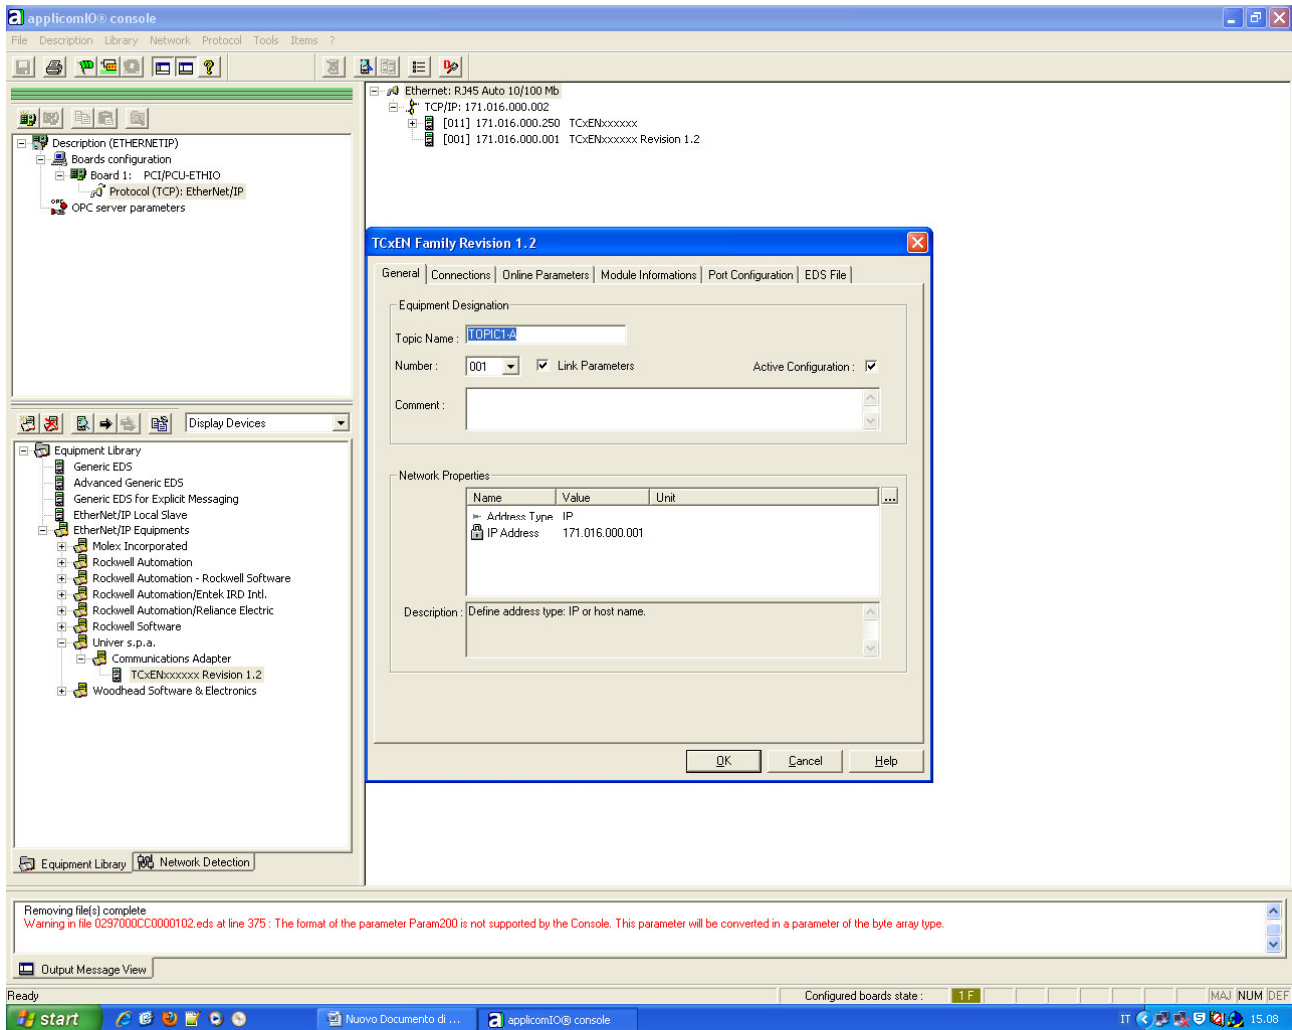 applicomIO® console
File Description Library Network Protocol Tools Items ?
Ethernet: RJ45 Auto 10/100 Mb
TCP/IP: 171.016.000.002
[011] 171.016.000.250 TCxENxxxxxx
[001] 171.016.000.001 TCxENxxxxxx Revision 1.2
Description (ETHERNETIP)
Boards configuration
Board 1: PCI/PCU-ETHIO
Protocol (TCP): EtherNet/IP
OPC server parameters
TCxEN Family Revision 1.2
General Connections Online Parameters Module Informations Port Configuration EDS File
Equipment Designation
Topic Name : TOPIC1-A
Number : 001 Link Parameters Active Configuration :
Comment :
Network Properties
Name Value Unit
Address Type IP
IP Address 171.016.000.001
Description : Define address type: IP or host name.
OK Cancel Help
Display Devices
Equipment Library
Generic EDS
Advanced Generic EDS
Generic EDS for Explicit Messaging
EtherNet/IP Local Slave
EtherNet/IP Equipments
Molex Incorporated
Rockwell Automation
Rockwell Automation - Rockwell Software
Rockwell Automation/Entek IRD Intl.
Rockwell Automation/Reliance Electric
Rockwell Software
Univer s.p.a.
Communications Adapter
TCxENxxxxxx Revision 1.2
Woodhead Software & Electronics
Equipment Library Network Detection
Removing file(s) complete
Warning in file 0297000CC0000102.eds at line 375 : The format of the parameter Param200 is not supported by the Console. This parameter will be converted in a parameter of the byte array type.
Output Message View
Ready Configured boards state : 1 F MAJ NUM DEF
start Nuovo Documento di ... applicomIO® console IT 15.08